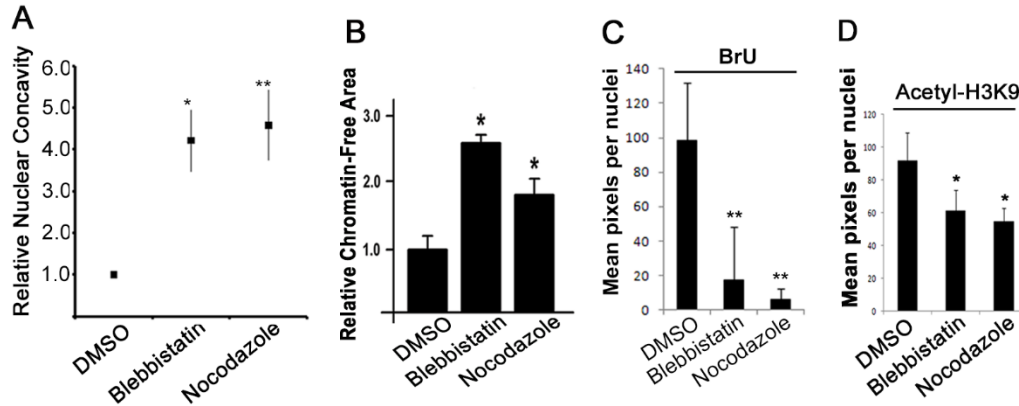 A
Relative Nuclear Concavity
6.0
5.0
4.0
3.0
2.0
1.0
*
**
DMSO
Blebbistatin
Nocodazole
B
Relative Chromatin-Free Area
3.0
2.0
1.0
*
*
DMSO
Blebbistatin
Nocodazole
C
BrU
Mean pixels per nuclei
140
120
100
80
60
40
20
0
**
**
DMSO
Blebbistatin
Nocodazole
D
Acetyl-H3K9
Mean pixels per nuclei
120
100
80
60
40
20
0
*
*
DMSO
Blebbistatin
Nocodazole